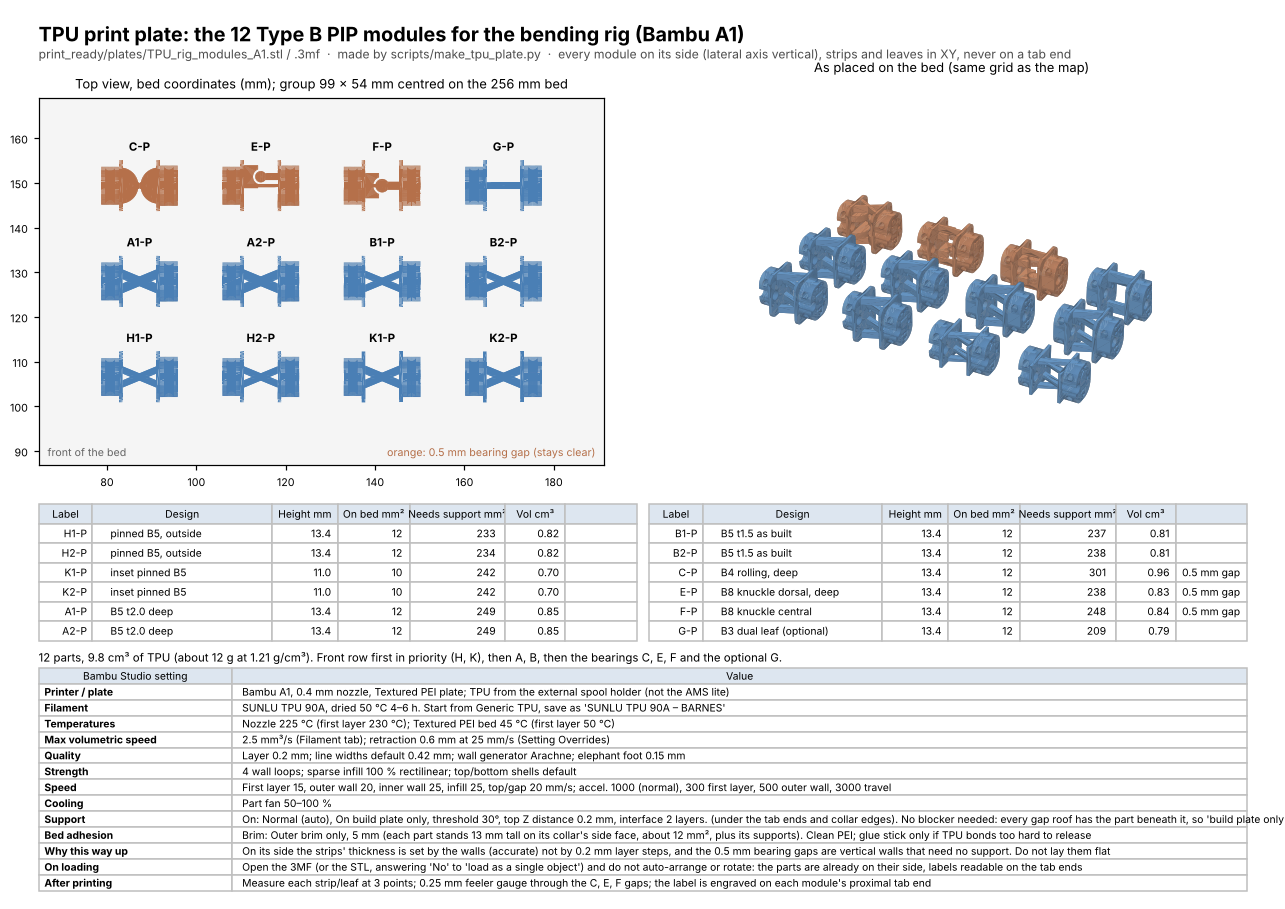 TPU print plate: the 12 Type B PIP modules for the bending rig (Bambu A1)
print_ready/plates/TPU_rig_modules_A1.stl / .3mf · made by scripts/make_tpu_plate.py · every module on its side (lateral axis vertical), strips and leaves in XY, never on a tab end
As placed on the bed (same grid as the map)
Top view, bed coordinates (mm); group 99 × 54 mm centred on the 256 mm bed
160
150
140
130
120
110
100
90
C-P E-P F-P G-P
A1-P A2-P B1-P B2-P
H1-P H2-P K1-P K2-P
front of the bed
orange: 0.5 mm bearing gap (stays clear)
80 100 120 140 160
Label Design Height mm On bed mm² Needs support mm² Vol cm³
H1-P pinned B5, outside 13.4 12 233 0.82
H2-P pinned B5, outside 13.4 12 234 0.82
K1-P inset pinned B5 11.0 10 242 0.70
K2-P inset pinned B5 11.0 10 242 0.70
A1-P B5 t2.0 deep 13.4 12 249 0.85
A2-P B5 t2.0 deep 13.4 12 249 0.85
Label Design Height mm On bed mm² Needs support mm² Vol cm³
B1-P B5 t1.5 as built 13.4 12 237 0.81
B2-P B5 t1.5 as built 13.4 12 238 0.81
C-P B4 rolling, deep 13.4 12 301 0.96 0.5 mm gap
E-P B8 knuckle dorsal, deep 13.4 12 238 0.83 0.5 mm gap
F-P B8 knuckle central 13.4 12 248 0.84 0.5 mm gap
G-P B3 dual leaf (optional) 13.4 12 209 0.79
12 parts, 9.8 cm³ of TPU (about 12 g at 1.21 g/cm³). Front row first in priority (H, K), then A, B, then the bearings C, E, F and the optional G.
Bambu Studio setting Value
Printer / plate Bambu A1, 0.4 mm nozzle, Textured PEI plate; TPU from the external spool holder (not the AMS lite)
Filament SUNLU TPU 90A, dried 50 °C 4–6 h. Start from Generic TPU, save as 'SUNLU TPU 90A – BARNES'
Temperatures Nozzle 225 °C (first layer 230 °C); Textured PEI bed 45 °C (first layer 50 °C)
Max volumetric speed 2.5 mm³/s (Filament tab); retraction 0.6 mm at 25 mm/s (Setting Overrides)
Quality Layer 0.2 mm; line widths default 0.42 mm; wall generator Arachne; elephant foot 0.15 mm
Strength 4 wall loops; sparse infill 100 % rectilinear; top/bottom shells default
Speed First layer 15, outer wall 20, inner wall 25, infill 25, top/gap 20 mm/s; accel. 1000 (normal), 300 first layer, 500 outer wall, 3000 travel
Cooling Part fan 50–100 %
Support On: Normal (auto), On build plate only, threshold 30°, top Z distance 0.2 mm, interface 2 layers. (under the tab ends and collar edges). No blocker needed: every gap roof has the part beneath it, so 'build plate only
Bed adhesion Brim: Outer brim only, 5 mm (each part stands 13 mm tall on its collar's side face, about 12 mm², plus its supports). Clean PEI; glue stick only if TPU bonds too hard to release
Why this way up On its side the strips' thickness is set by the walls (accurate) not by 0.2 mm layer steps, and the 0.5 mm bearing gaps are vertical walls that need no support. Do not lay them flat
On loading Open the 3MF (or the STL, answering 'No' to 'load as a single object') and do not auto-arrange or rotate: the parts are already on their side, labels readable on the tab ends
After printing Measure each strip/leaf at 3 points; 0.25 mm feeler gauge through the C, E, F gaps; the label is engraved on each module's proximal tab end